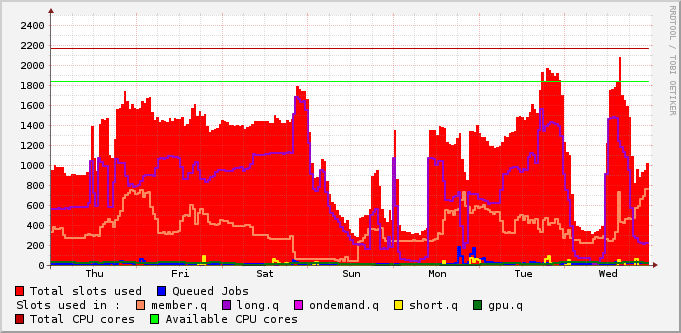 RRDTOOL / TOBI OETIKER
2400
2200
2000
1800
1600
1400
1200
1000
800
600
400
200
0
Thu Fri Sat Sun Mon Tue Wed
Total slots used Queued Jobs
Slots used in : member.q long.q ondemand.q short.q gpu.q
Total CPU cores Available CPU cores